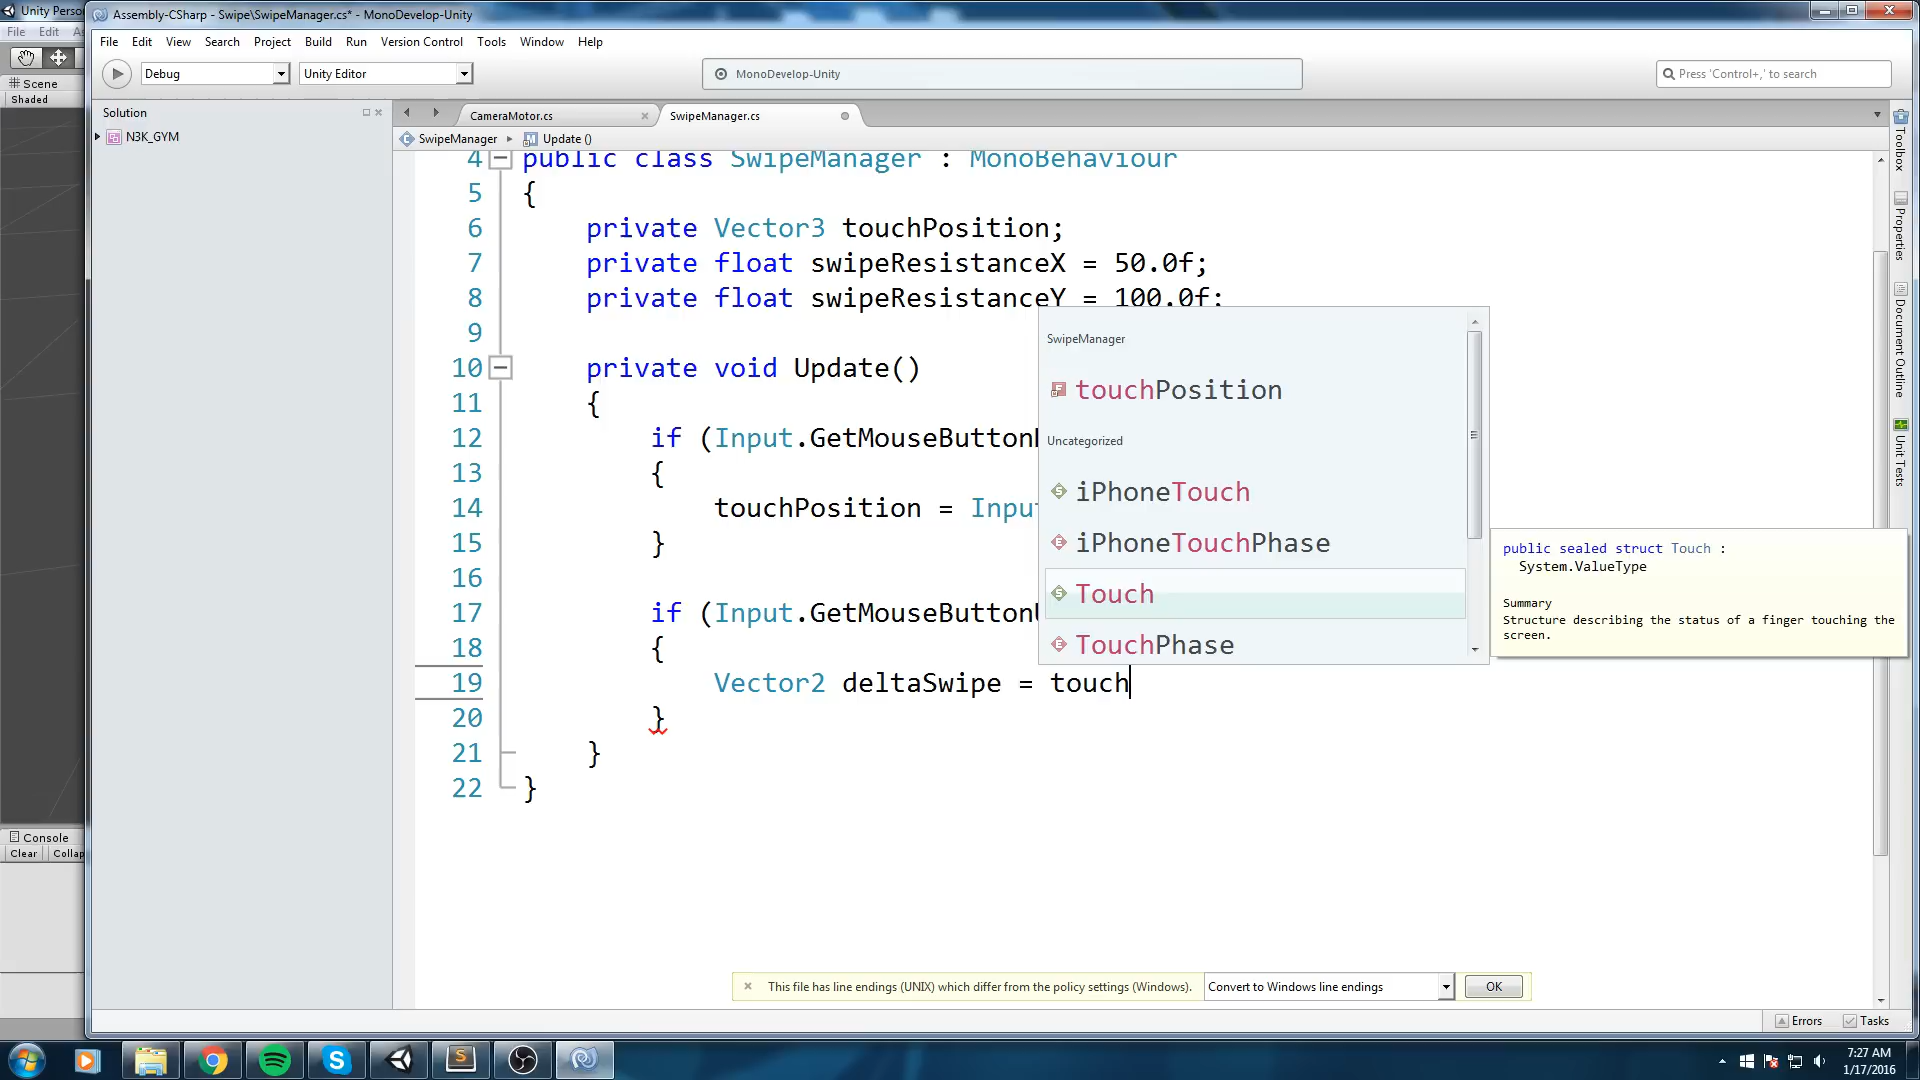 Unity Perso
Assembly-CSharp - Swipe\SwipeManager.cs* - MonoDevelop-Unity
File Edit As
File Edit View Search Project Build Run Version Control Tools Window Help
Debug
Unity Editor
MonoDevelop-Unity
Press 'Control+,' to search
Scene
Shaded
Solution
N3K_GYM
CameraMotor.cs
SwipeManager.cs
SwipeManager
Update ()
4 public class SwipeManager : MonoBehaviour
5 {
6 private Vector3 touchPosition;
7 private float swipeResistanceX = 50.0f;
8 private float swipeResistanceY = 100.0f;
9
10 private void Update()
11 {
12 if (Input.GetMouseButton
13 {
14 touchPosition = Input
15 }
16
17 if (Input.GetMouseButton
18 {
19 Vector2 deltaSwipe = touch
20 }
21 }
22 }
SwipeManager
touchPosition
Uncategorized
iPhoneTouch
iPhoneTouchPhase
Touch
TouchPhase
public sealed struct Touch :
System.ValueType
Summary
Structure describing the status of a finger touching the
screen.
Toolbox
Properties
Document Outline
Unit Tests
Console
Clear Collap
This file has line endings (UNIX) which differ from the policy settings (Windows).
Convert to Windows line endings
OK
Errors
Tasks
7:27 AM
1/17/2016